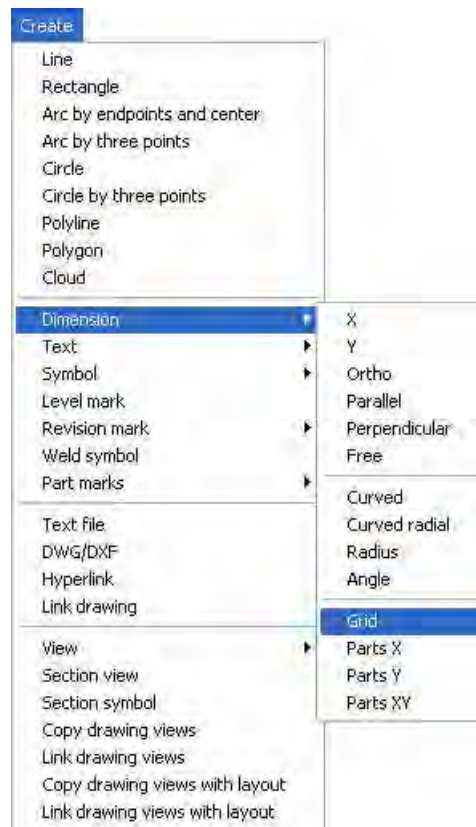 Create
Line
Rectangle
Arc by endpoints and center
Arc by three points
Circle
Circle by three points
Polyline
Polygon
Cloud
Dimension
Text
Symbol
Level mark
Revision mark
Weld symbol
Part marks
Text file
DWG/DXF
Hyperlink
Link drawing
View
Section view
Section symbol
Copy drawing views
Link drawing views
Copy drawing views with layout
Link drawing views with layout
X
Y
Ortho
Parallel
Perpendicular
Free
Curved
Curved radial
Radius
Angle
Grid
Parts X
Parts Y
Parts XY